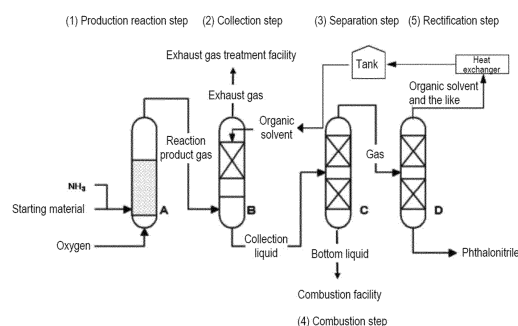 (1) Production reaction step
(2) Collection step
(3) Separation step
(5) Rectification step
Exhaust gas treatment facility
Exhaust gas
Tank
Heat
exchanger
Organic solvent
and the like
Organic
solvent
Reaction
product gas
Gas
NH₃
Starting material
A
B
C
D
Oxygen
Collection
liquid
Bottom liquid
Phthalonitrile
Combustion facility
(4) Combustion step